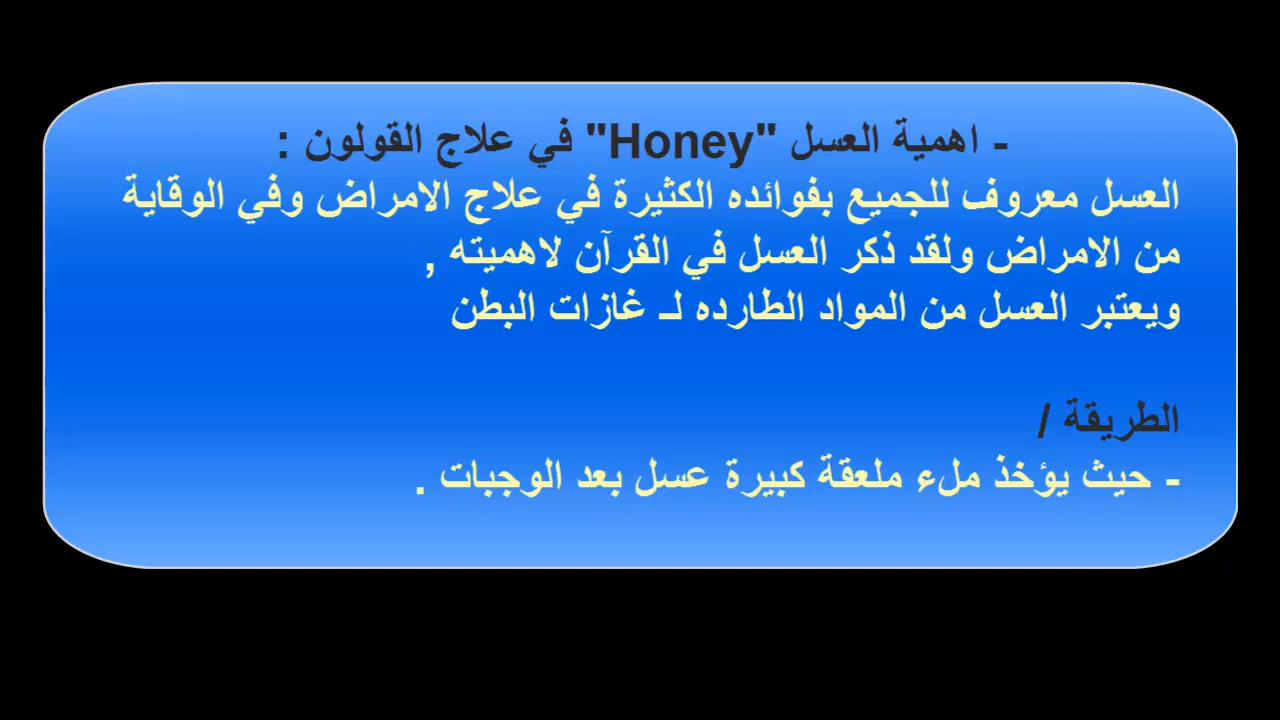 - اهمية العسل "Honey" في علاج القولون :
العسل معروف للجميع بفوائده الكثيرة في علاج الامراض وفي الوقاية
من الامراض ولقد ذكر العسل في القرآن لاهميته ,
ويعتبر العسل من المواد الطارده لـ غازات البطن
الطريقة /
- حيث يؤخذ ملء ملعقة كبيرة عسل بعد الوجبات .